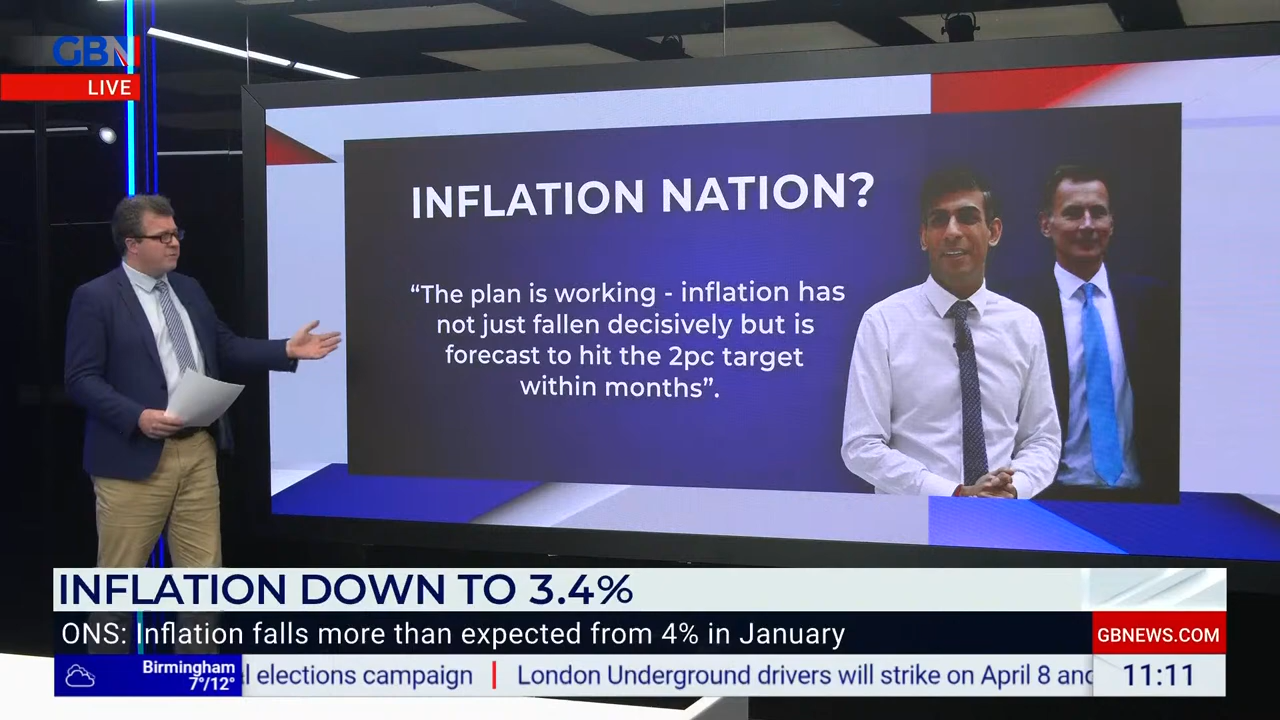 GBN
LIVE
INFLATION NATION?
“The plan is working - inflation has
not just fallen decisively but is
forecast to hit the 2pc target
within months”.
INFLATION DOWN TO 3.4%
ONS: Inflation falls more than expected from 4% in January
GBNEWS.COM
Birmingham
7°/12°
el elections campaign | London Underground drivers will strike on April 8 and
11:11